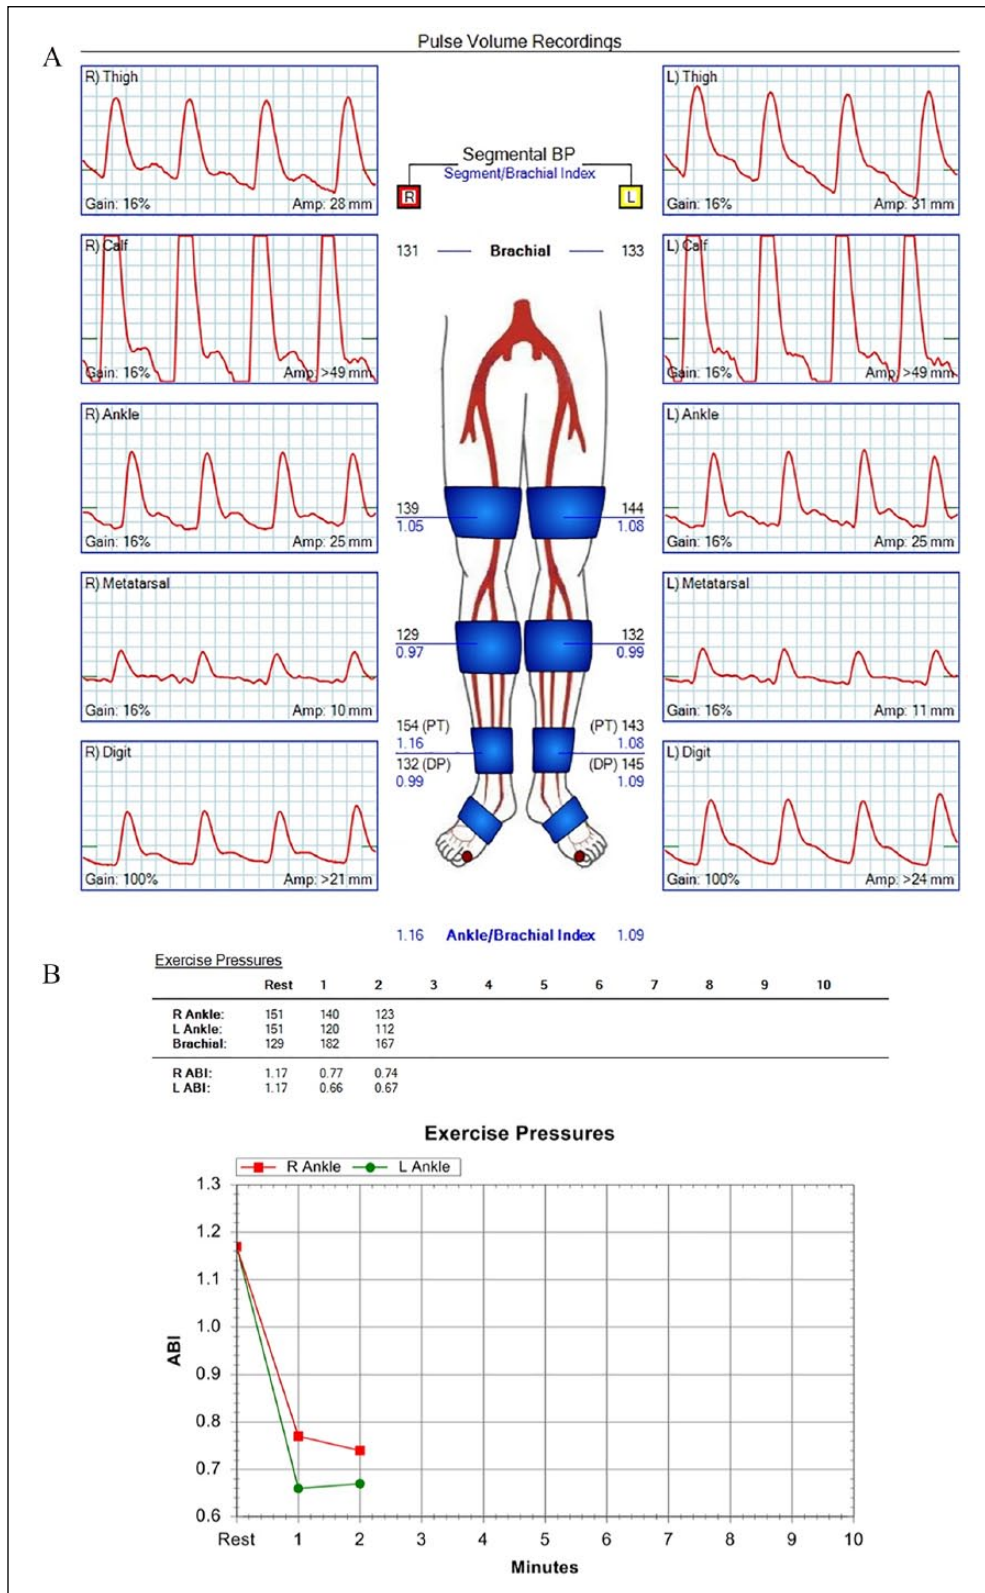 A
Pulse Volume Recordings
R) Thigh
Gain: 16% Amp: 28 mm
L) Thigh
Gain: 16% Amp: 31 mm
Segmental BP
Segment/Brachial Index
R L
R) Calf
Gain: 16% Amp: >49 mm
131 Brachial 133
L) Calf
Gain: 16% Amp: >49 mm
R) Ankle
Gain: 16% Amp: 25 mm
L) Ankle
Gain: 16% Amp: 25 mm
139 144
1.05 1.08
R) Metatarsal
Gain: 16% Amp: 10 mm
L) Metatarsal
Gain: 16% Amp: 11 mm
129 132
0.97 0.99
154 (PT) (PT) 143
1.16 1.08
132 (DP) (DP) 145
0.99 1.09
R) Digit
Gain: 100% Amp: >21 mm
L) Digit
Gain: 100% Amp: >24 mm
1.16 Ankle/Brachial Index 1.09
B
Exercise Pressures
Rest 1 2 3 4 5 6 7 8 9 10
R Ankle: 151 140 123
L Ankle: 151 120 112
Brachial: 129 182 167
R ABI: 1.17 0.77 0.74
L ABI: 1.17 0.66 0.67
Exercise Pressures
R Ankle L Ankle
1.3
1.2
1.1
1.0
0.9
0.8
0.7
0.6
ABI
Rest 1 2 3 4 5 6 7 8 9 10
Minutes